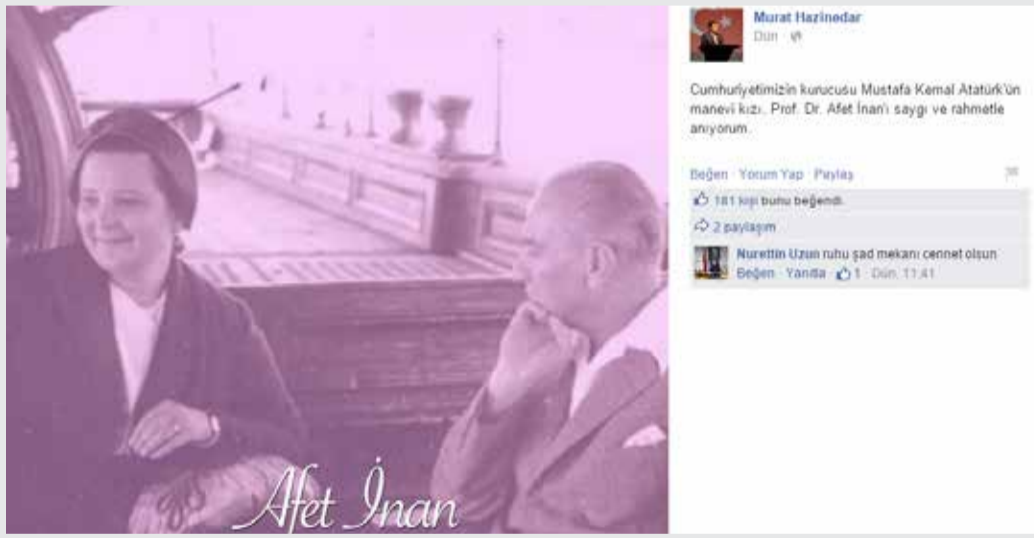 Murat Hazinedar
Dün
Cumhuriyetimizin kurucusu Mustafa Kemal Atatürk'ün
manevi kızı, Prof. Dr. Afet İnan'ı saygı ve rahmetle
anıyorum.
Beğen · Yorum Yap · Paylaş
181 kişi bunu beğendi.
2 paylaşım
Nurettin Uzun ruhu şad mekanı cennet olsun
Beğen · Yanıtla · 1 · Dün, 11:41
Afet İnan